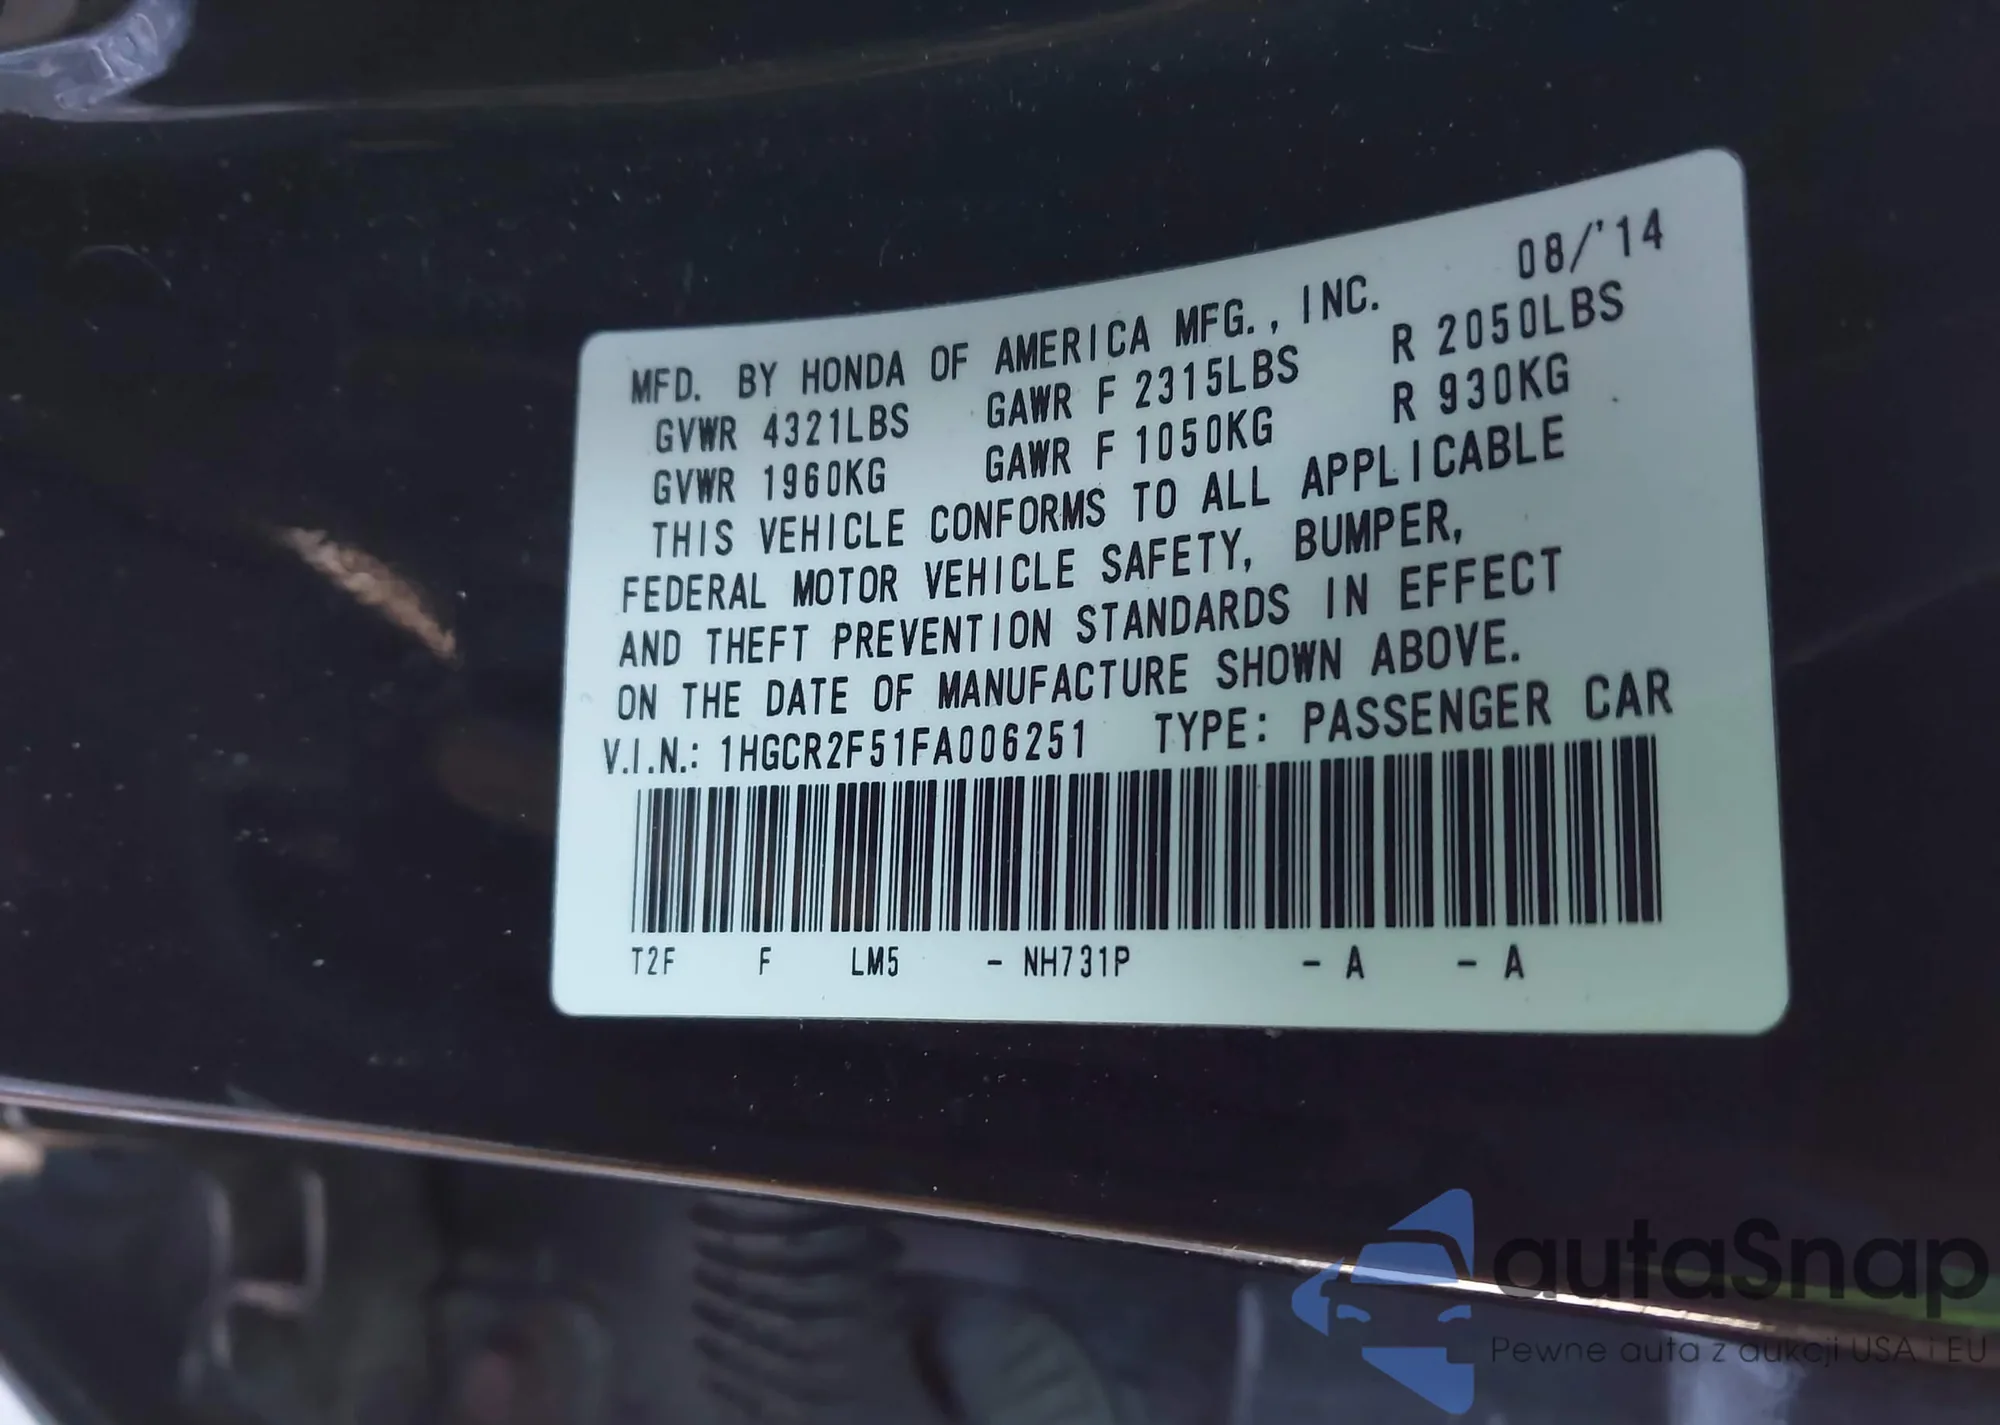 08/'14
MFD. BY HONDA OF AMERICA MFG., INC.
GVWR 4321LBS GAWR F 2315LBS R 2050LBS
GVWR 1960KG GAWR F 1050KG R 930KG
THIS VEHICLE CONFORMS TO ALL APPLICABLE
FEDERAL MOTOR VEHICLE SAFETY, BUMPER,
AND THEFT PREVENTION STANDARDS IN EFFECT
ON THE DATE OF MANUFACTURE SHOWN ABOVE.
V.I.N.: 1HGCR2F51FA006251 TYPE: PASSENGER CAR
T2F F LM5 - NH731P - A - A
autaSnap
Pewne auta z aukcji USA i EU